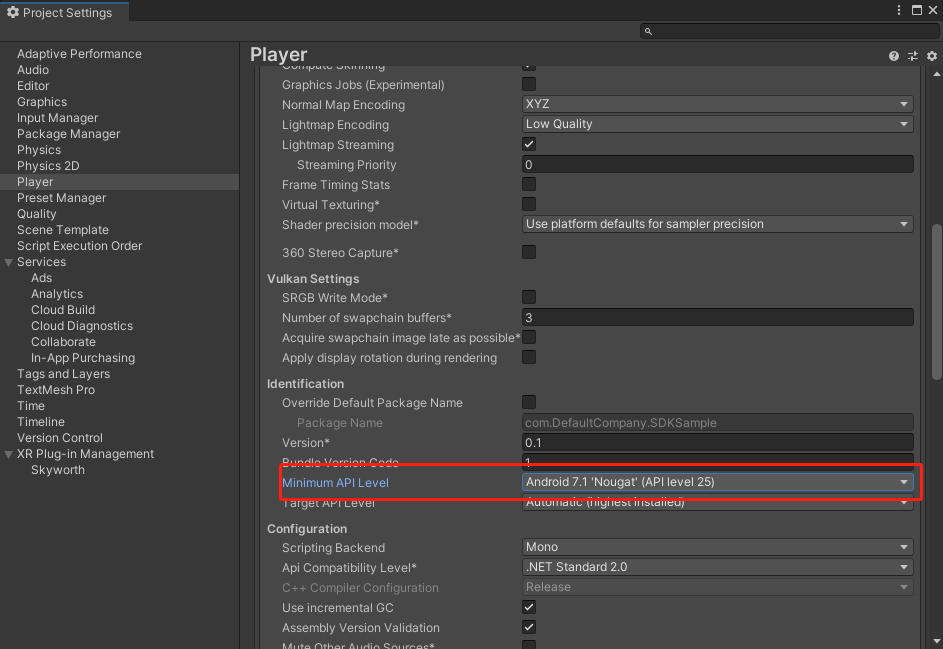 Project Settings
Adaptive Performance
Audio
Editor
Graphics
Input Manager
Package Manager
Physics
Physics 2D
Player
Preset Manager
Quality
Scene Template
Script Execution Order
Services
Ads
Analytics
Cloud Build
Cloud Diagnostics
Collaborate
In-App Purchasing
Tags and Layers
TextMesh Pro
Time
Timeline
Version Control
XR Plug-in Management
Skyworth
Player
Compute Skinning
Graphics Jobs (Experimental)
Normal Map Encoding XYZ
Lightmap Encoding Low Quality
Lightmap Streaming
Streaming Priority 0
Frame Timing Stats
Virtual Texturing*
Shader precision model* Use platform defaults for sampler precision
360 Stereo Capture*
Vulkan Settings
SRGB Write Mode*
Number of swapchain buffers* 3
Acquire swapchain image late as possible*
Apply display rotation during rendering
Identification
Override Default Package Name
Package Name com.DefaultCompany.SDKSample
Version* 0.1
Bundle Version Code 1
Minimum API Level Android 7.1 'Nougat' (API level 25)
Target API Level Automatic (highest installed)
Configuration
Scripting Backend Mono
Api Compatibility Level* .NET Standard 2.0
C++ Compiler Configuration Release
Use incremental GC
Assembly Version Validation
Mute Other Audio Sources*